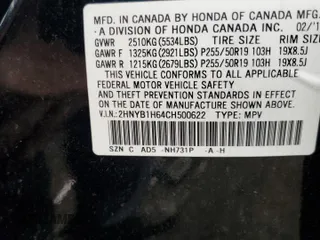 MFD. IN CANADA BY HONDA OF CANADA MFG.
A DIVISION OF HONDA CANADA INC. 02/1
GVWR 2510KG(5534LBS) TIRE SIZE RIM SIZE
GAWR F 1325KG(2921LBS) P255/50R19 103H 19X8.5J
GAWR R 1215KG(2679LBS) P255/50R19 103H 19X8.5J
THIS VEHICLE CONFORMS TO ALL APPLICABLE
FEDERAL MOTOR VEHICLE SAFETY AND
THEFT PREVENTION STANDARDS IN EFFECT ON
THE DATE OF MANUFACTURE SHOWN ABOVE.
V.I.N.:2HNYB1H64CH500622 TYPE: MPV
SZN C AD5 -NH731P -A -H